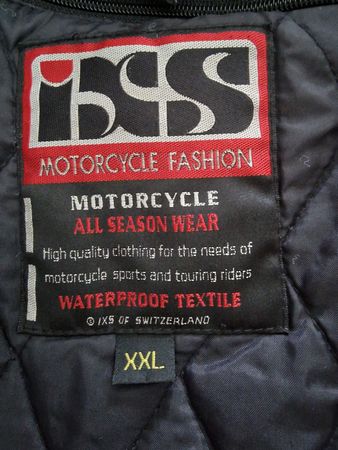 iXS
MOTORCYCLE FASHION
MOTORCYCLE
ALL SEASON WEAR
High quality clothing for the needs of
motorcycle sports and touring riders
WATERPROOF TEXTILE
© IXS OF SWITZERLAND
XXL